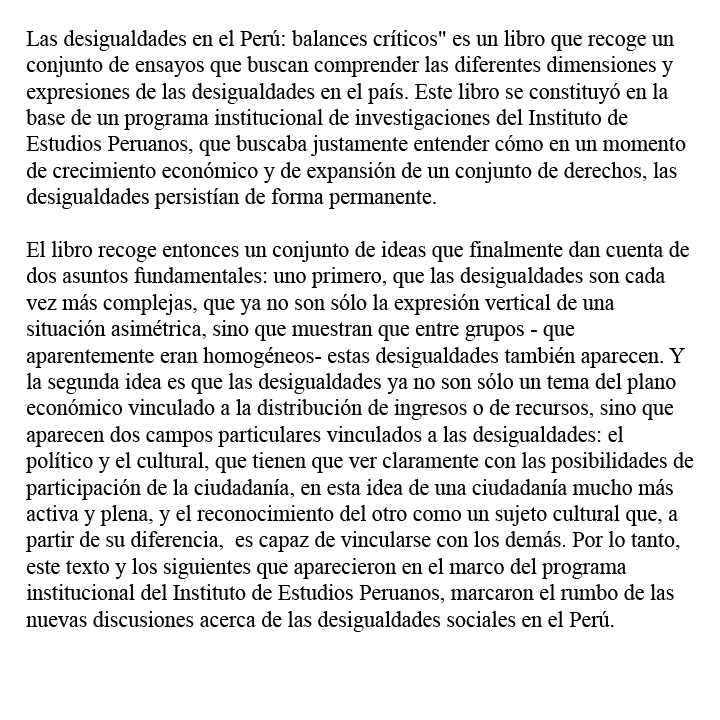 Las desigualdades en el Perú: balances críticos" es un libro que recoge un
conjunto de ensayos que buscan comprender las diferentes dimensiones y
expresiones de las desigualdades en el país. Este libro se constituyó en la
base de un programa institucional de investigaciones del Instituto de
Estudios Peruanos, que buscaba justamente entender cómo en un momento
de crecimiento económico y de expansión de un conjunto de derechos, las
desigualdades persistían de forma permanente.

El libro recoge entonces un conjunto de ideas que finalmente dan cuenta de
dos asuntos fundamentales: uno primero, que las desigualdades son cada
vez más complejas, que ya no son sólo la expresión vertical de una
situación asimétrica, sino que muestran que entre grupos - que
aparentemente eran homogéneos- estas desigualdades también aparecen. Y
la segunda idea es que las desigualdades ya no son sólo un tema del plano
económico vinculado a la distribución de ingresos o de recursos, sino que
aparecen dos campos particulares vinculados a las desigualdades: el
político y el cultural, que tienen que ver claramente con las posibilidades de
participación de la ciudadanía, en esta idea de una ciudadanía mucho más
activa y plena, y el reconocimiento del otro como un sujeto cultural que, a
partir de su diferencia,  es capaz de vincularse con los demás. Por lo tanto,
este texto y los siguientes que aparecieron en el marco del programa
institucional del Instituto de Estudios Peruanos, marcaron el rumbo de las
nuevas discusiones acerca de las desigualdades sociales en el Perú.